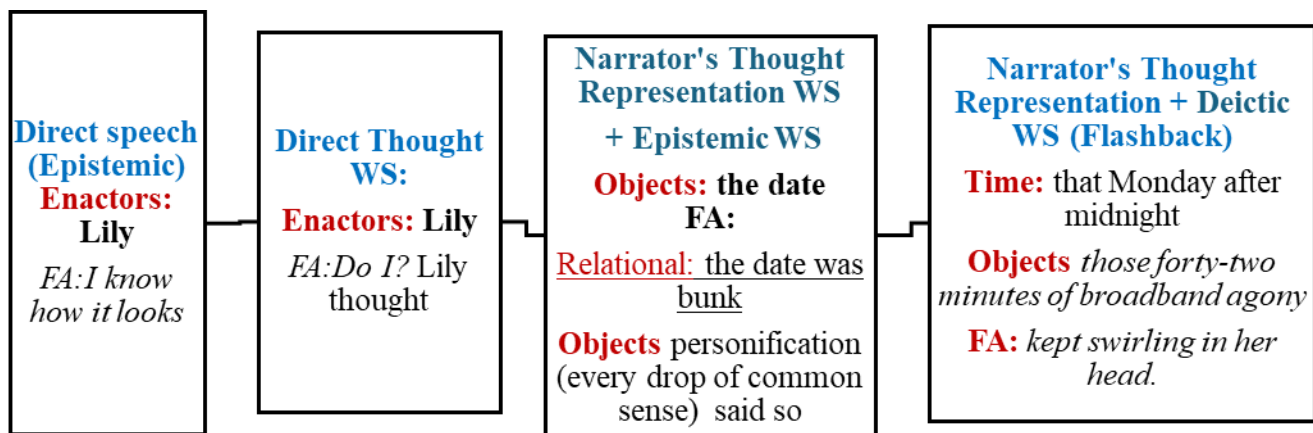 Direct speech
(Epistemic)
Enactors:
Lily
FA:I know
how it looks
Direct Thought
WS:
Enactors: Lily
FA:Do I? Lily
thought
Narrator's Thought
Representation WS
+ Epistemic WS
Objects: the date
FA:
Relational: the date was
bunk
Objects personification
(every drop of common
sense) said so
Narrator's Thought
Representation + Deictic
WS (Flashback)
Time: that Monday after
midnight
Objects those forty-two
minutes of broadband agony
FA: kept swirling in her
head.